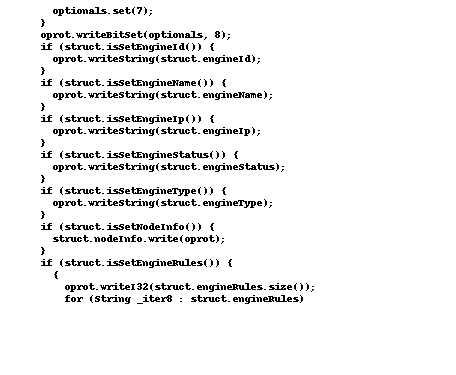 optionals.set(7);
}
oprot.writeBitSet(optionals, 8);
if (struct.isSetEngineId()) {
oprot.writeString(struct.engineId);
}
if (struct.isSetEngineName()) {
oprot.writeString(struct.engineName);
}
if (struct.isSetEngineIp()) {
oprot.writeString(struct.engineIp);
}
if (struct.isSetEngineStatus()) {
oprot.writeString(struct.engineStatus);
}
if (struct.isSetEngineType()) {
oprot.writeString(struct.engineType);
}
if (struct.isSetNodeInfo()) {
struct.nodeInfo.write(oprot);
}
if (struct.isSetEngineRules()) {
{
oprot.writeI32(struct.engineRules.size());
for (String _iter8 : struct.engineRules)